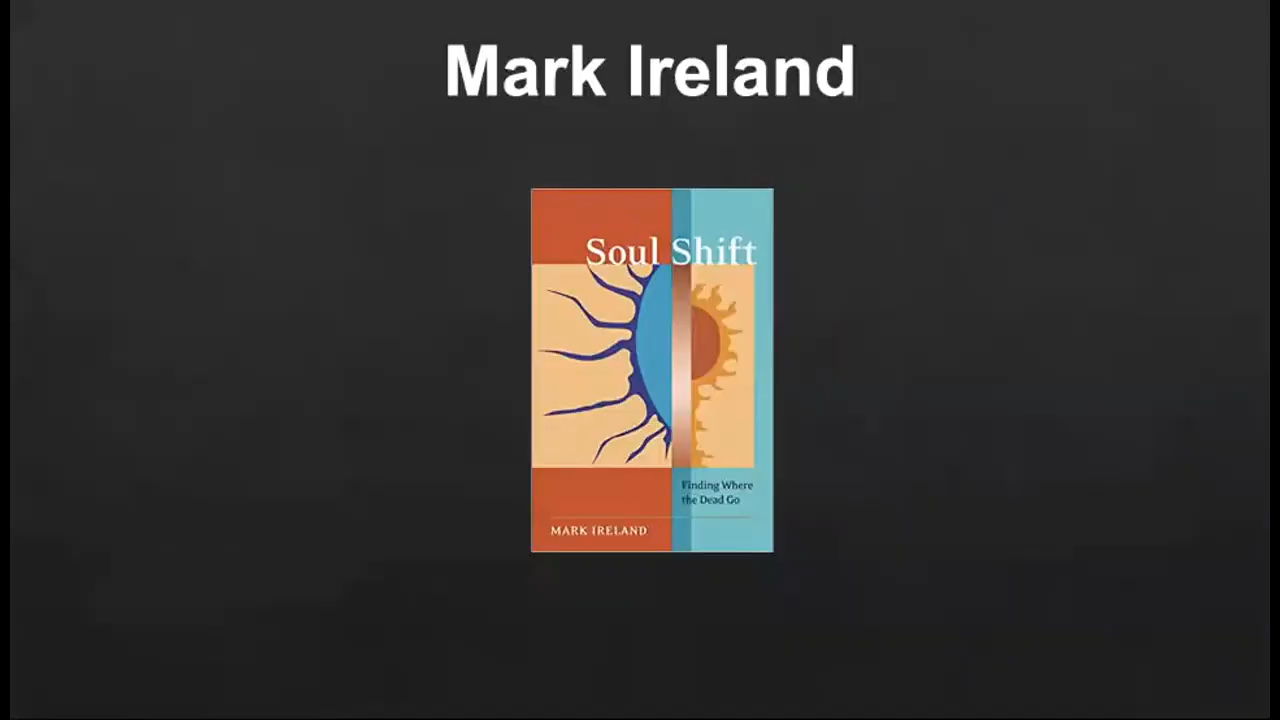 Mark Ireland
Soul Shift
Finding Where
the Dead Go
MARK IRELAND